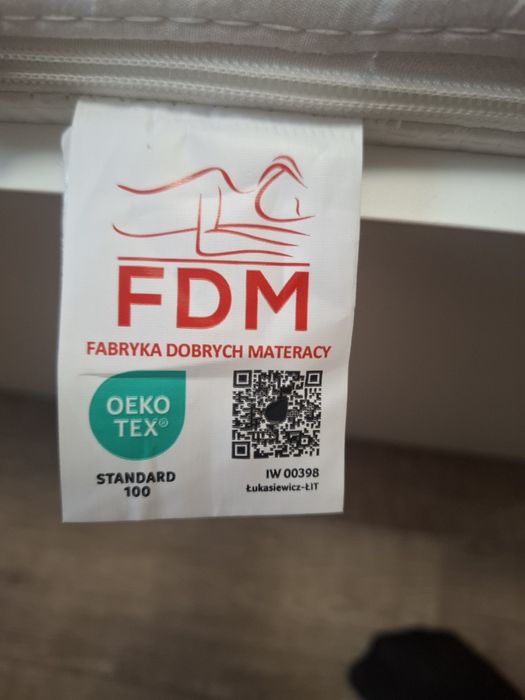 FDM
FABRYKA DOBRYCH MATERACY
OEKO
TEX®
STANDARD
100
IW 00398
Łukasiewicz-ŁIT